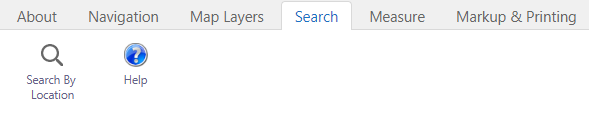 About Navigation Map Layers Search Measure Markup & Printing
Search By Help
Location